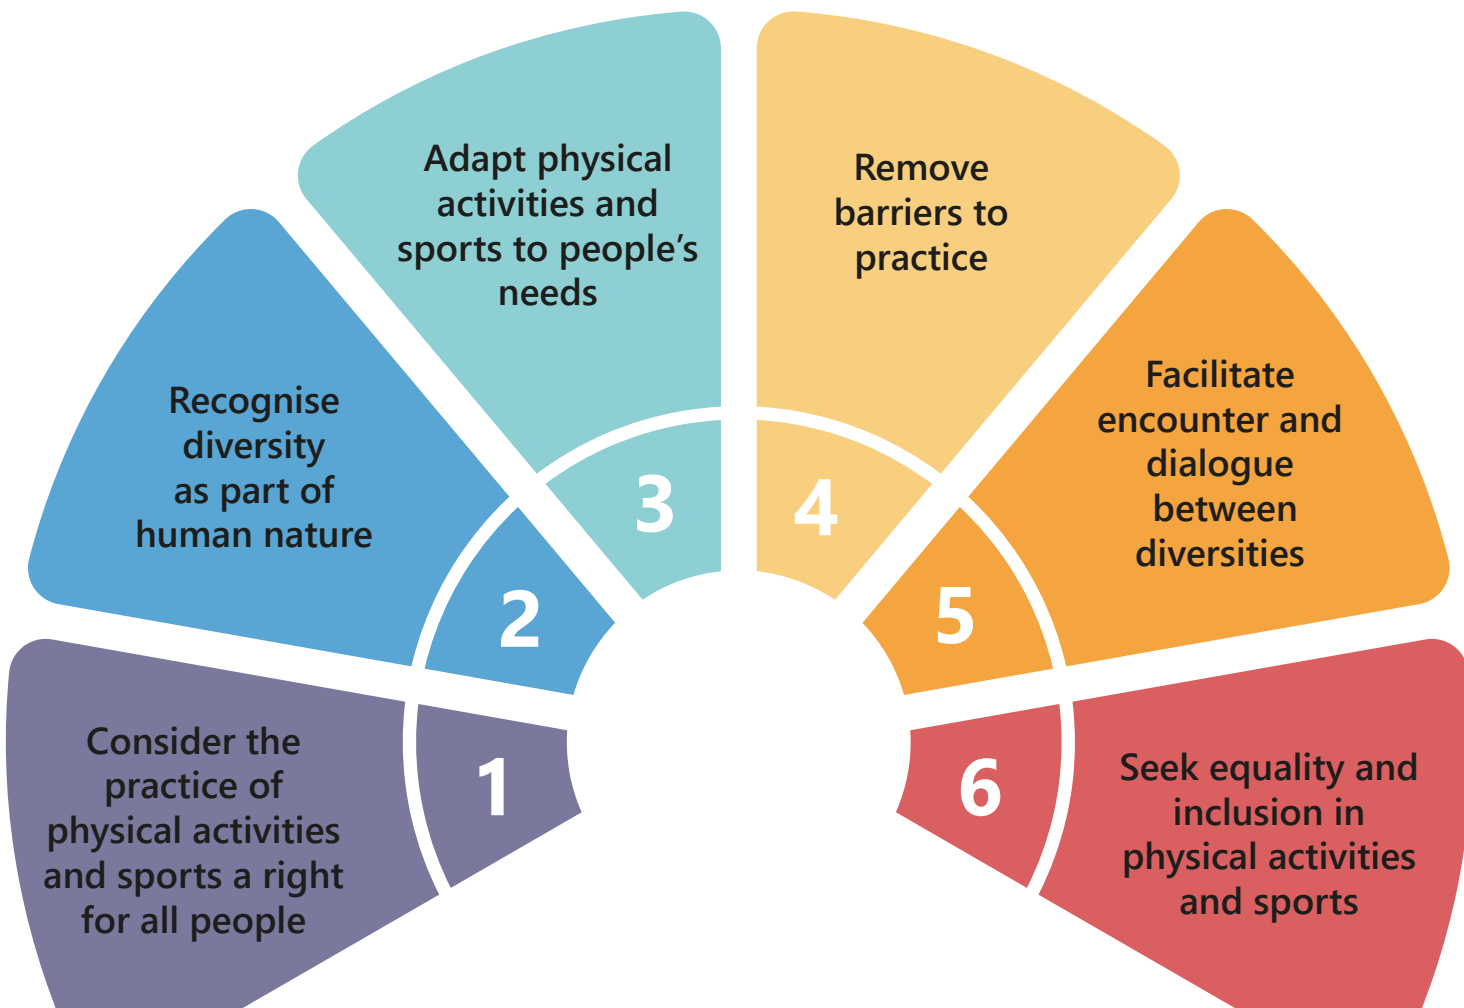 Consider the
practice of
physical activities
and sports a right
for all people
1
Recognise
diversity
as part of
human nature
2
Adapt physical
activities and
sports to people’s
needs
3
Remove
barriers to
practice
4
Facilitate
encounter and
dialogue
between
diversities
5
Seek equality and
inclusion in
physical activities
and sports
6